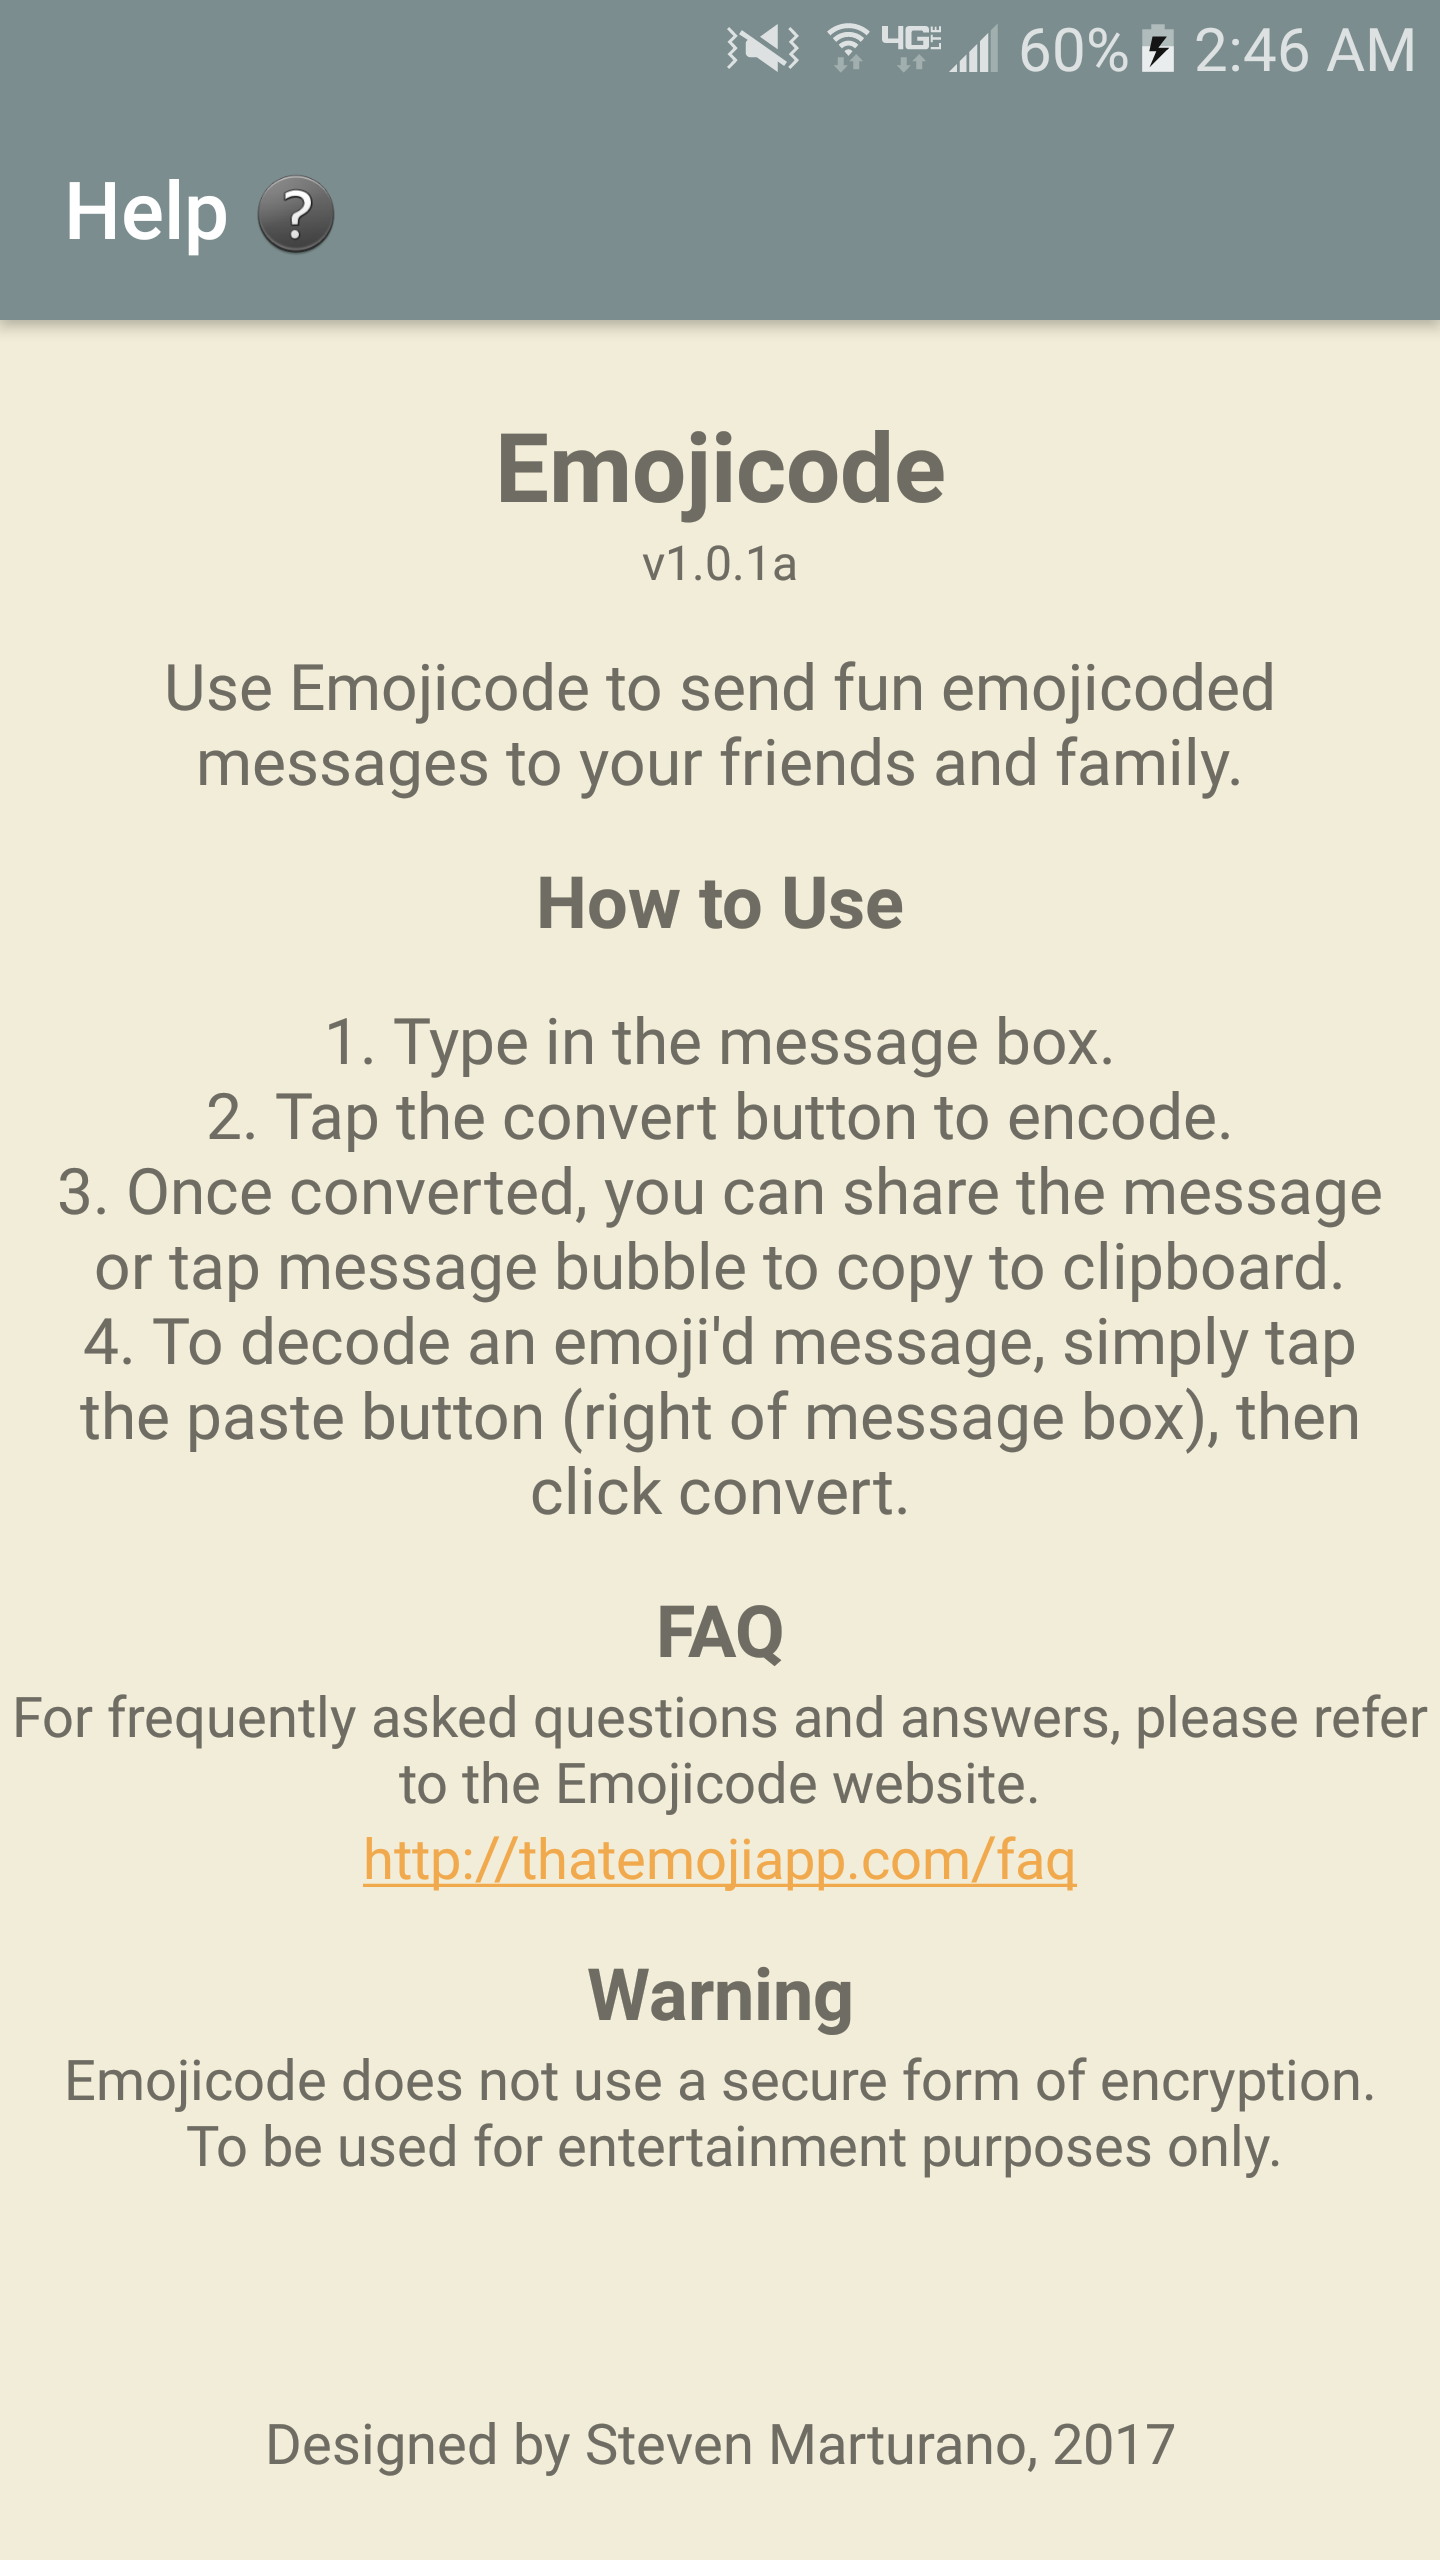 4G LTE 60% 2:46 AM
Help ?
Emojicode
v1.0.1a
Use Emojicode to send fun emojicoded
messages to your friends and family.
How to Use
1. Type in the message box.
2. Tap the convert button to encode.
3. Once converted, you can share the message
or tap message bubble to copy to clipboard.
4. To decode an emoji'd message, simply tap
the paste button (right of message box), then
click convert.
FAQ
For frequently asked questions and answers, please refer
to the Emojicode website.
http://thatemojiapp.com/faq
Warning
Emojicode does not use a secure form of encryption.
To be used for entertainment purposes only.
Designed by Steven Marturano, 2017